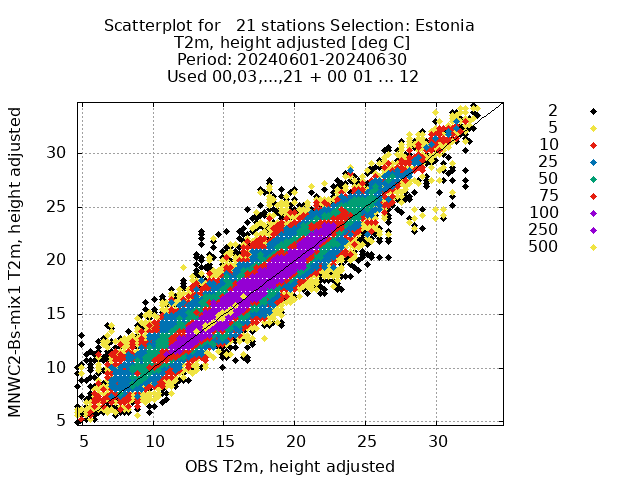 Scatterplot for   21 stations Selection: Estonia
T2m, height adjusted [deg C]
Period: 20240601-20240630
Used 00,03,...,21 + 00 01 ... 12
MNWC2-Bs-mix1 T2m, height adjusted
30
25
20
15
10
5
5 10 15 20 25 30
OBS T2m, height adjusted
2
5
10
25
50
75
100
250
500